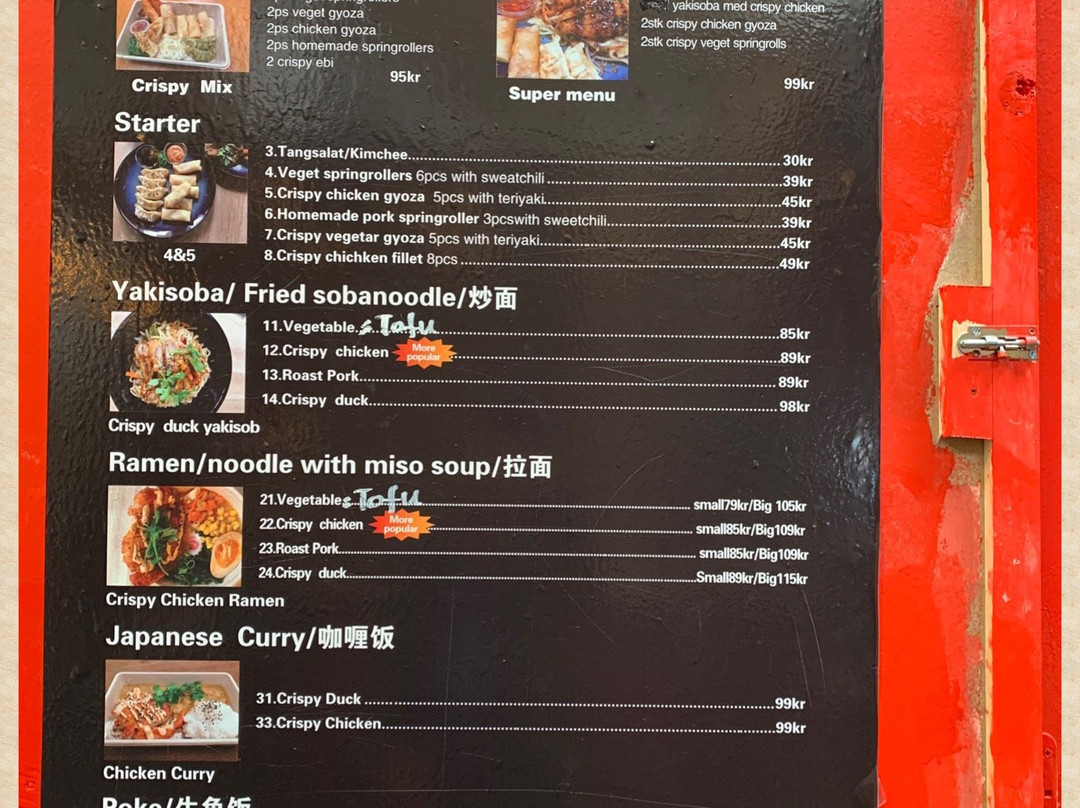 2ps veget gyoza
2ps chicken gyoza
2ps homemade springrollers
2 crispy ebi
95kr
Crispy Mix
yakisoba med crispy chicken
2stk crispy chicken gyoza
2stk crispy veget springrolls
99kr
Super menu
Starter
3.Tangsalat/Kimchee 30kr
4.Veget springrollers 6pcs with sweatchili 39kr
5.Crispy chicken gyoza 5pcs with teriyaki 45kr
6.Homemade pork springroller 3pcswith sweetchili 39kr
7.Crispy vegetar gyoza 5pcs with teriyaki 45kr
8.Crispy chichken fillet 8pcs 49kr
4&5
Yakisoba/ Fried sobanoodle/炒面
11.Vegetable : Tofu 85kr
12.Crispy chicken More popular 89kr
13.Roast Pork 89kr
14.Crispy duck 98kr
Crispy duck yakisob
Ramen/noodle with miso soup/拉面
21.Vegetable : Tofu small79kr/Big 105kr
22.Crispy chicken More popular small85kr/Big109kr
23.Roast Pork small85kr/Big109kr
24.Crispy duck Small89kr/Big115kr
Crispy Chicken Ramen
Japanese Curry/咖喱饭
31.Crispy Duck 99kr
33.Crispy Chicken 99kr
Chicken Curry